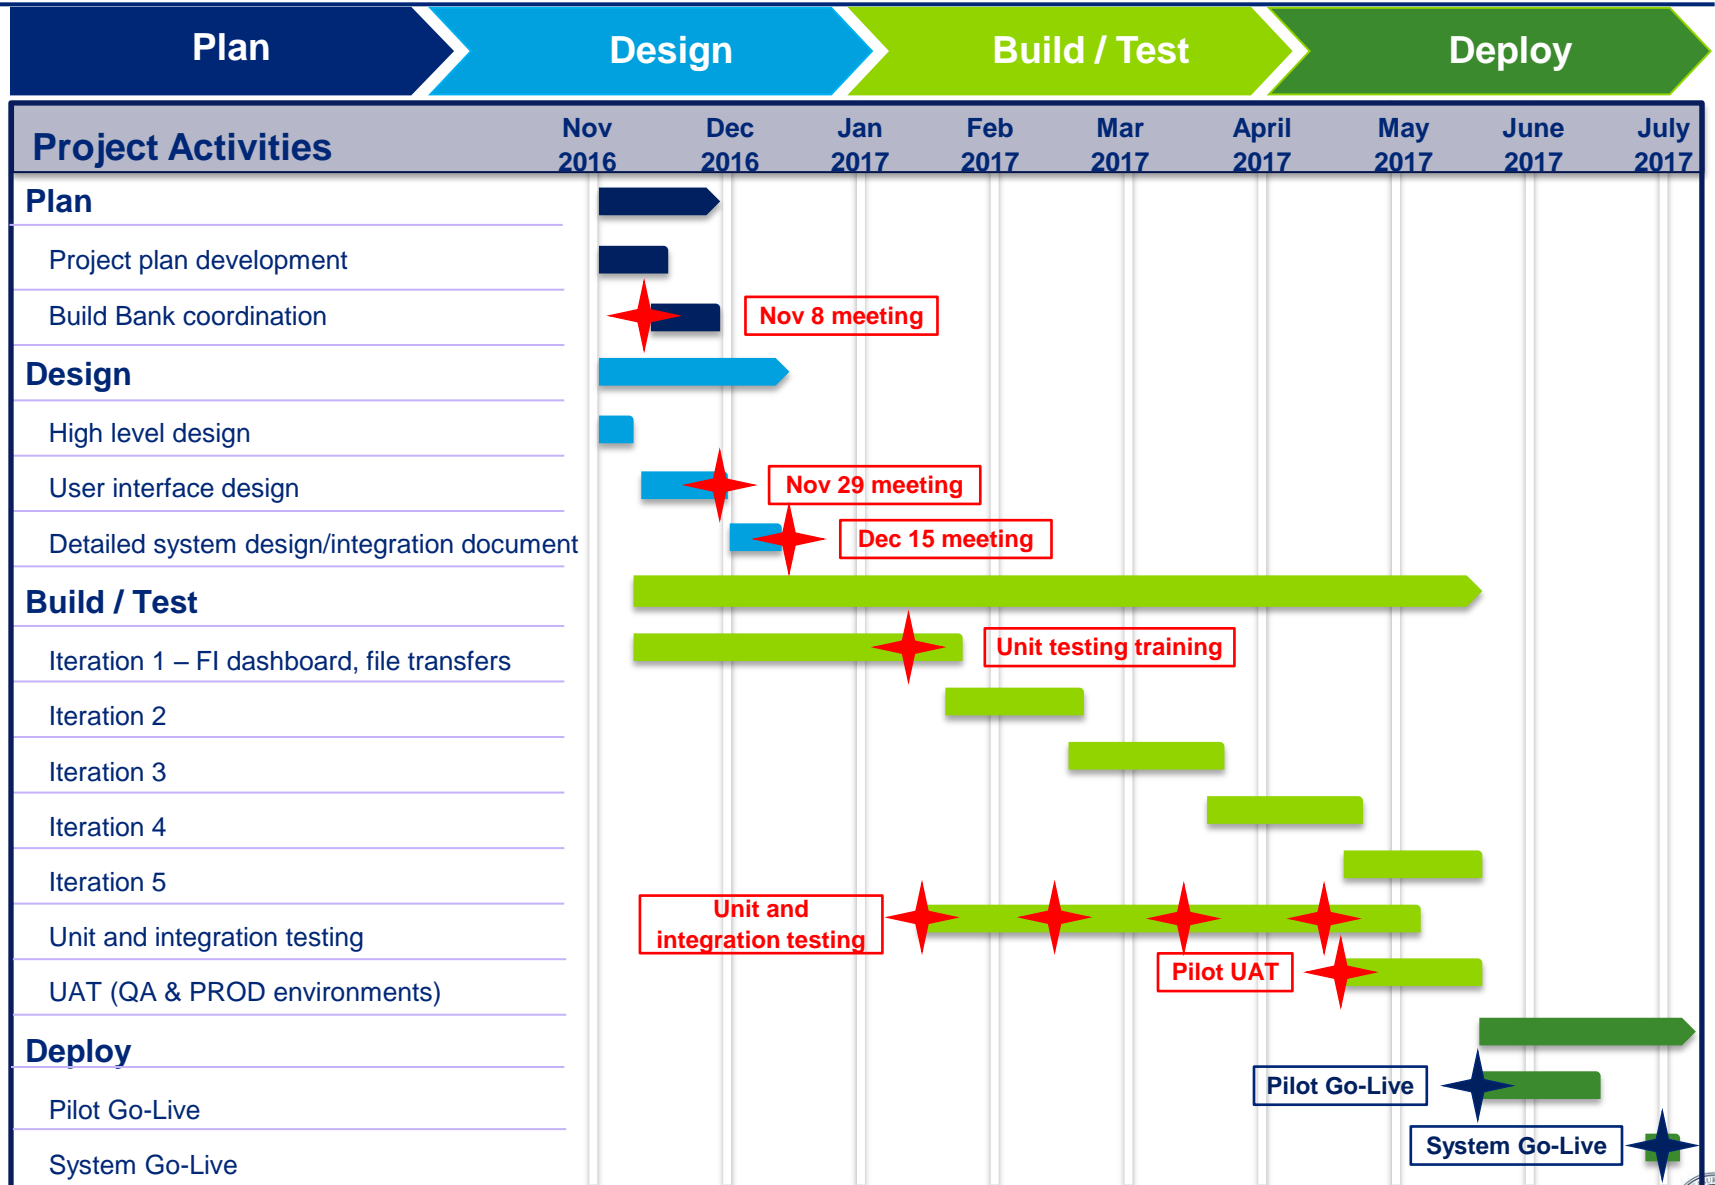 Plan
Design
Build / Test
Deploy
Project Activities
Nov
2016
Dec
2016
Jan
2017
Feb
2017
Mar
2017
April
2017
May
2017
June
2017
July
2017
Plan
Project plan development
Build Bank coordination
Nov 8 meeting
Design
High level design
User interface design
Nov 29 meeting
Detailed system design/integration document
Dec 15 meeting
Build / Test
Iteration 1 – FI dashboard, file transfers
Unit testing training
Iteration 2
Iteration 3
Iteration 4
Iteration 5
Unit and
integration testing
Unit and integration testing
Pilot UAT
UAT (QA & PROD environments)
Deploy
Pilot Go-Live
Pilot Go-Live
System Go-Live
System Go-Live